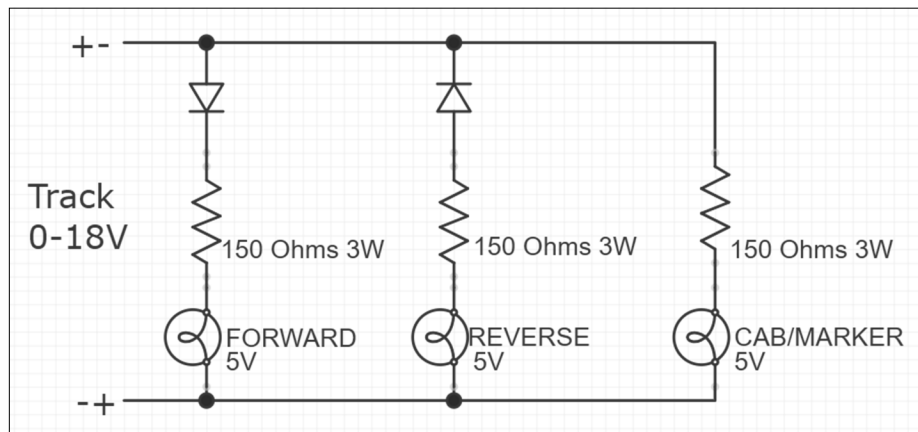 +-
Track
0-18V
150 Ohms 3W
150 Ohms 3W
150 Ohms 3W
FORWARD
5V
REVERSE
5V
CAB/MARKER
5V
-+